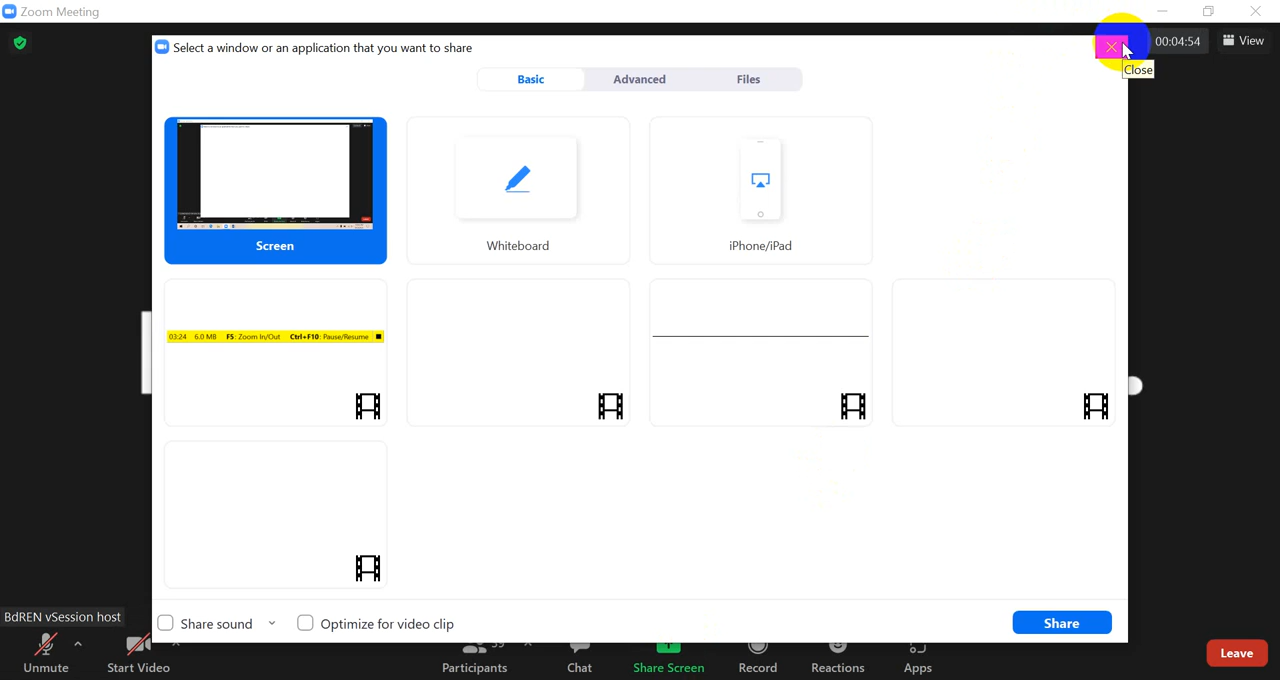 Zoom Meeting
Select a window or an application that you want to share
00:04:54
View
Close
Basic
Advanced
Files
Screen
Whiteboard
iPhone/iPad
03:24 6.0 MB F5: Zoom In/Out Ctrl+F10: Pause/Resume
BdREN vSession host
Share sound
Optimize for video clip
Share
Unmute
Start Video
Participants
Chat
Share Screen
Record
Reactions
Apps
Leave